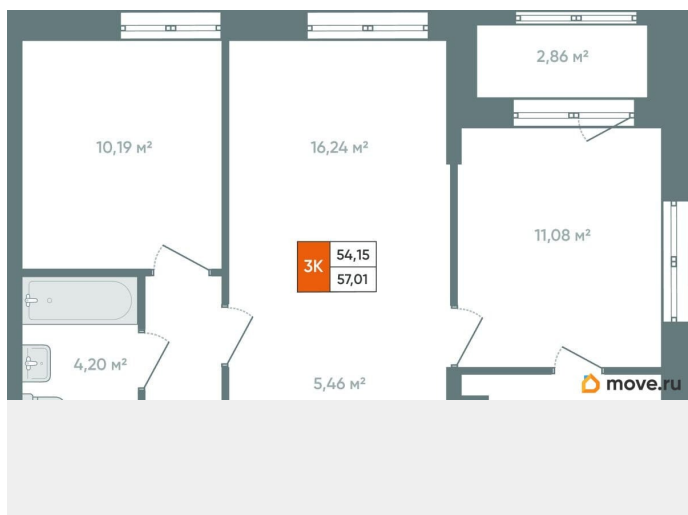 2,86 м²
10,19 м²
16,24 м²
11,08 м²
3К
54,15
57,01
4,20 м²
5,46 м²
move.ru